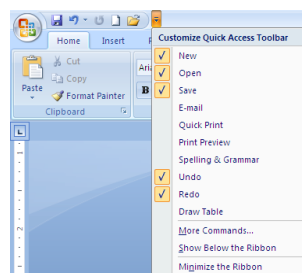 Home Insert
Cut
Copy
Paste
Format Painter
Clipboard
Aria
B
Customize Quick Access Toolbar
New
Open
Save
E-mail
Quick Print
Print Preview
Spelling & Grammar
Undo
Redo
Draw Table
More Commands...
Show Below the Ribbon
Minimize the Ribbon